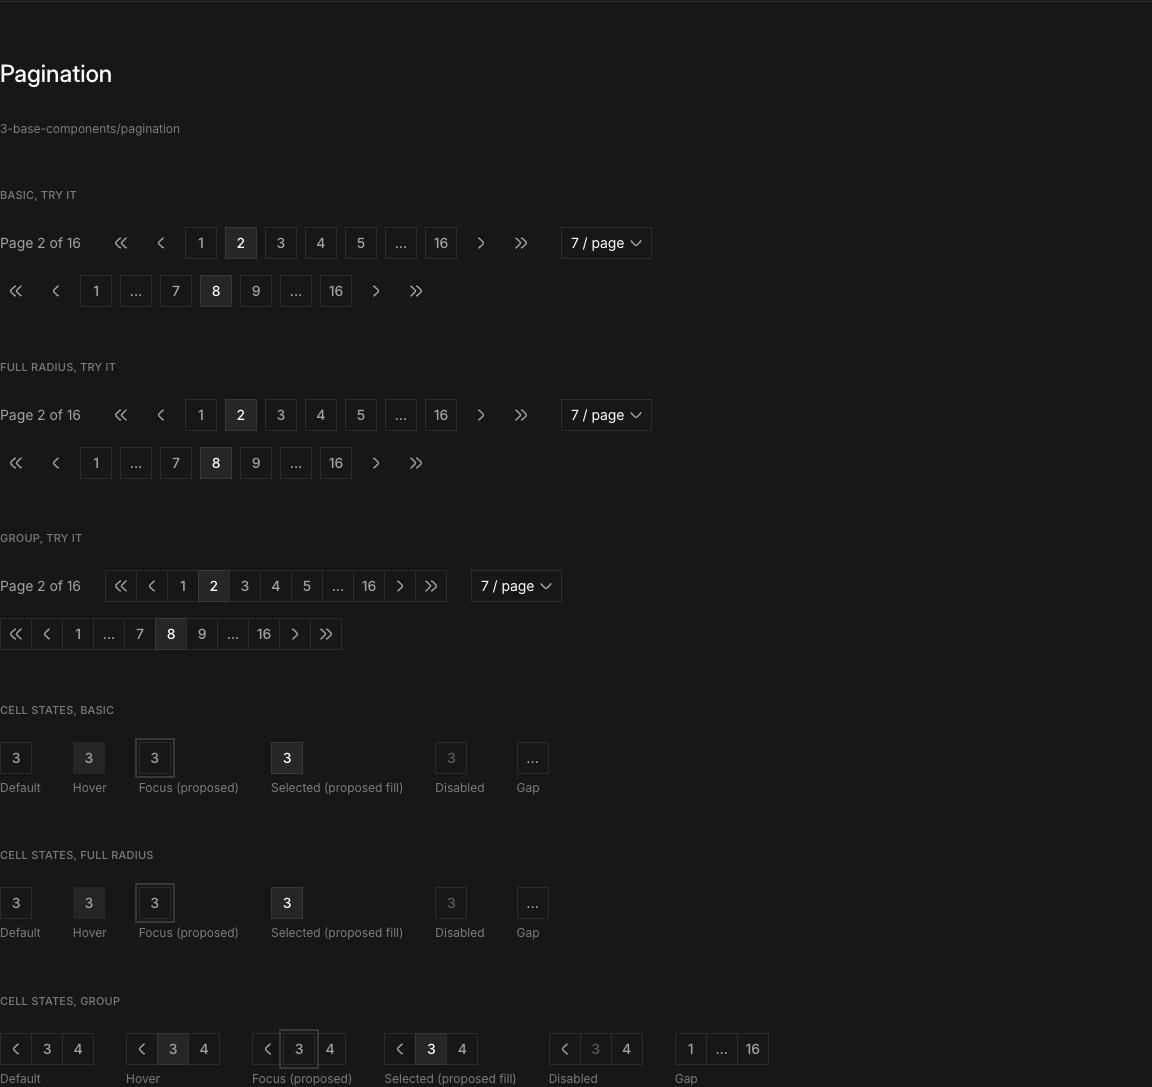 Pagination
3-base-components/pagination
BASIC, TRY IT
Page 2 of 16 1 2 3 4 5 ... 16 7 / page
1 ... 7 8 9 ... 16
FULL RADIUS, TRY IT
Page 2 of 16 1 2 3 4 5 ... 16 7 / page
1 ... 7 8 9 ... 16
GROUP, TRY IT
Page 2 of 16 1 2 3 4 5 ... 16 7 / page
1 ... 7 8 9 ... 16
CELL STATES, BASIC
3 3 3 3 3 ...
Default Hover Focus (proposed) Selected (proposed fill) Disabled Gap
CELL STATES, FULL RADIUS
3 3 3 3 3 ...
Default Hover Focus (proposed) Selected (proposed fill) Disabled Gap
CELL STATES, GROUP
3 4 3 4 3 4 3 4 3 4 1 ... 16
Default Hover Focus (proposed) Selected (proposed fill) Disabled Gap